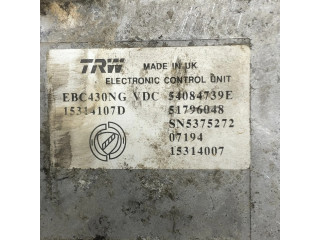 TRW MADE IN UK
ELECTRONIC CONTROL UNIT
EBC430NG VDC 54084739E
15314107D 51796048
SN5375272
07194
15314007